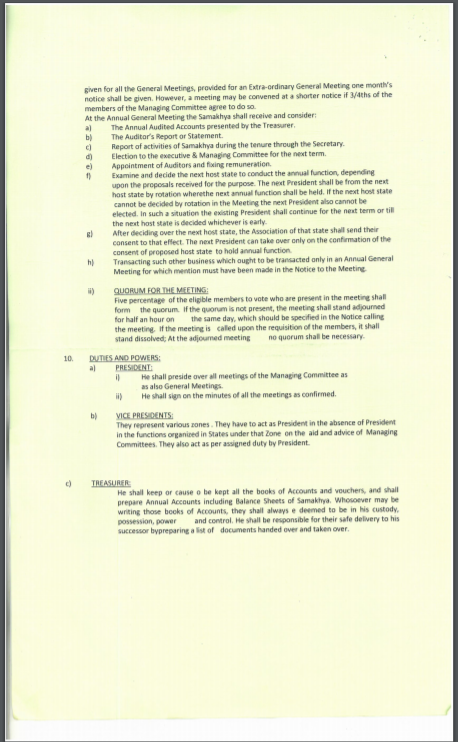 given for all the General Meetings, provided for an Extra-ordinary General Meeting one month's
notice shall be given. However, a meeting may be convened at a shorter notice if 3/4ths of the
members of the Managing Committee agree to do so.
At the Annual General Meeting the Samakhya shall receive and consider:
a) The Annual Audited Accounts presented by the Treasurer.
b) The Auditor's Report or Statement.
c) Report of activities of Samakhya during the tenure through the Secretary.
d) Election to the executive & Managing Committee for the next term.
e) Appointment of Auditors and fixing remuneration.
f) Examine and decide the next host state to conduct the annual function, depending
upon the proposals received for the purpose. The next President shall be from the next
host state by rotation wherethe next annual function shall be held. If the next host state
cannot be decided by rotation in the Meeting the next President also cannot be
elected. In such a situation the existing President shall continue for the next term or till
the next host state is decided whichever is early.
g) After deciding over the next host state, the Association of that state shall send their
consent to that effect. The next President can take over only on the confirmation of the
consent of proposed host state to hold annual function.
h) Transacting such other business which ought to be transacted only in an Annual General
Meeting for which mention must have been made in the Notice to the Meeting.
ii) QUORUM FOR THE MEETING:
Five percentage of the eligible members to vote who are present in the meeting shall
form the quorum. If the quorum is not present, the meeting shall stand adjourned
for half an hour on the same day, which should be specified in the Notice calling
the meeting. If the meeting is called upon the requisition of the members, it shall
stand dissolved; At the adjourned meeting no quorum shall be necessary.
10. DUTIES AND POWERS:
a) PRESIDENT:
i) He shall preside over all meetings of the Managing Committee as
as also General Meetings.
ii) He shall sign on the minutes of all the meetings as confirmed.
b) VICE PRESIDENTS:
They represent various zones . They have to act as President in the absence of President
in the functions organized in States under that Zone on the aid and advice of Managing
Committees. They also act as per assigned duty by President.
c) TREASURER:
He shall keep or cause o be kept all the books of Accounts and vouchers, and shall
prepare Annual Accounts including Balance Sheets of Samakhya. Whosoever may be
writing those books of Accounts, they shall always e deemed to be in his custody,
possession, power and control. He shall be responsible for their safe delivery to his
successor bypreparing a list of documents handed over and taken over.